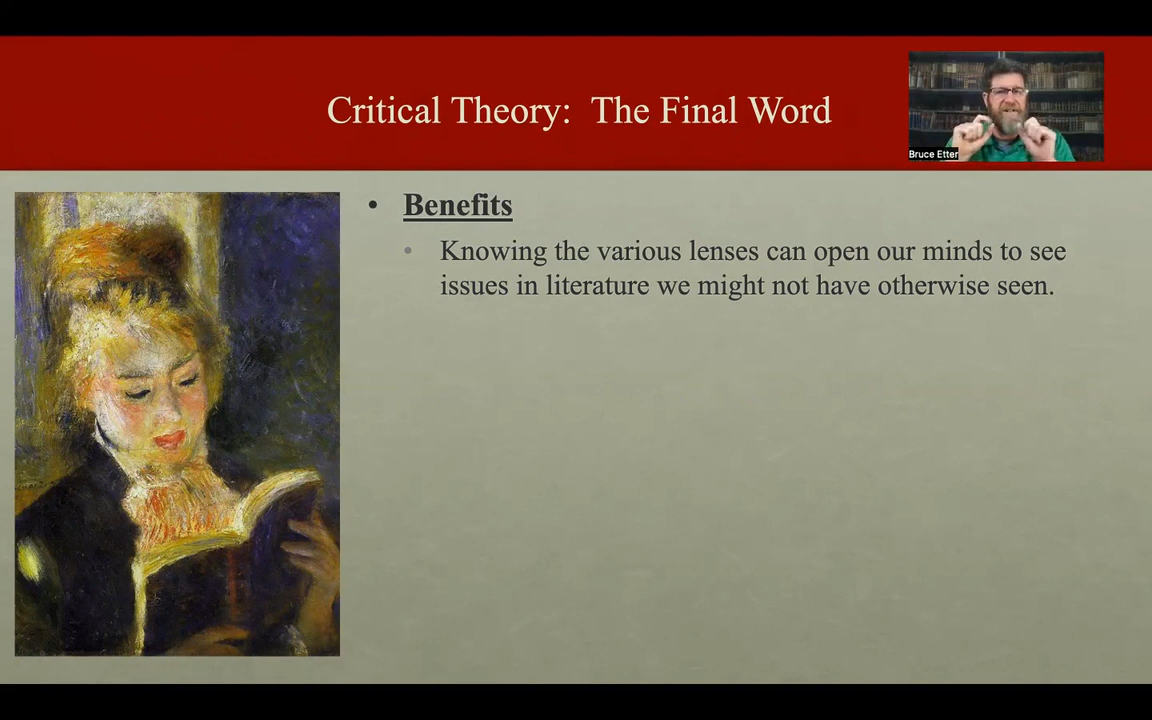 Critical Theory:  The Final Word
Bruce Etter
• Benefits
• Knowing the various lenses can open our minds to see
issues in literature we might not have otherwise seen.